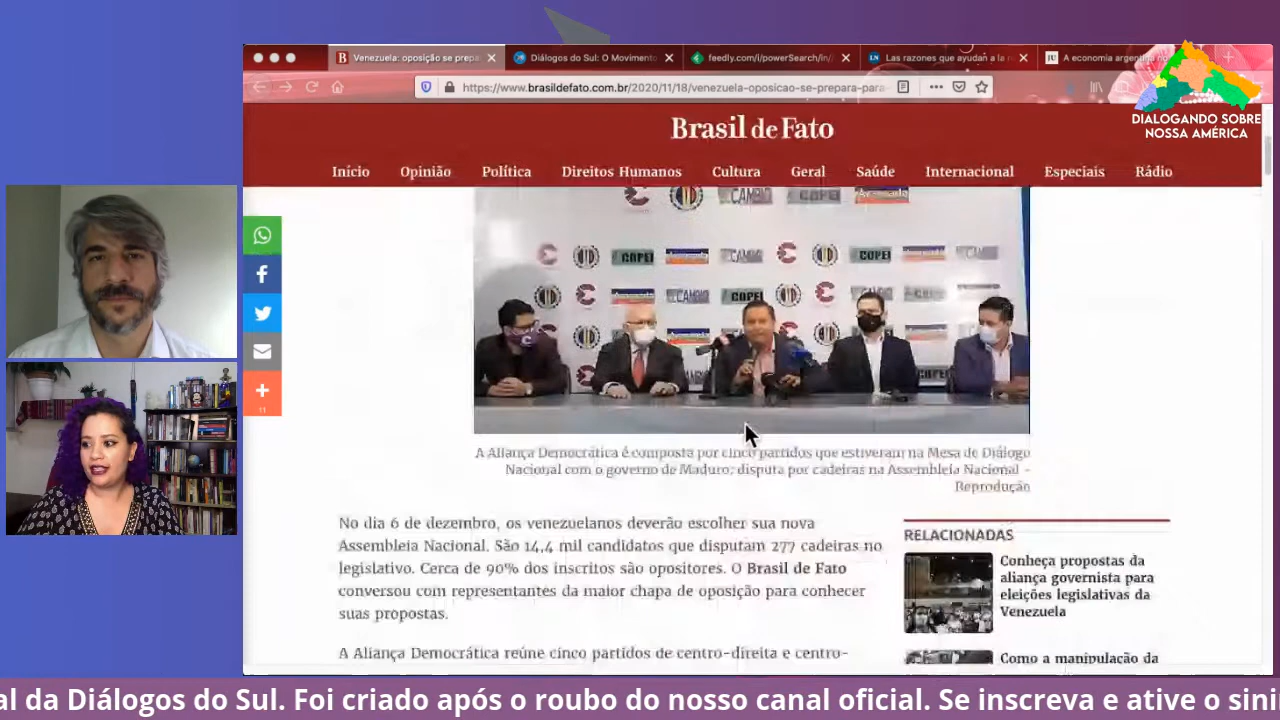 Venezuela: oposição se prepa
Diálogos do Sul: O Movimento
feedly.com/i/powerSearch/in/
Las razones que ayudan a la
A economia argentina
https://www.brasildefato.com.br/2020/11/18/venezuela-oposicao-se-prepara-para-
DIALOGANDO SOBRE
NOSSA AMÉRICA
Brasil de Fato
Início Opinião Política Direitos Humanos Cultura Geral Saúde Internacional Especiais Rádio
CAMBIO
COPEI CAMBIO COPEI
CAMBIO COPEI
11
A Aliança Democrática é composta por cinco partidos que estiveram na Mesa de Diálogo
Nacional com o governo de Maduro; disputa por cadeiras na Assembleia Nacional -
Reprodução
No dia 6 de dezembro, os venezuelanos deverão escolher sua nova
Assembleia Nacional. São 14,4 mil candidatos que disputam 277 cadeiras no
legislativo. Cerca de 90% dos inscritos são opositores. O Brasil de Fato
conversou com representantes da maior chapa de oposição para conhecer
suas propostas.
A Aliança Democrática reúne cinco partidos de centro-direita e centro-
RELACIONADAS
Conheça propostas da
aliança governista para
eleições legislativas da
Venezuela
Como a manipulação da
al da Diálogos do Sul. Foi criado após o roubo do nosso canal oficial. Se inscreva e ative o sini